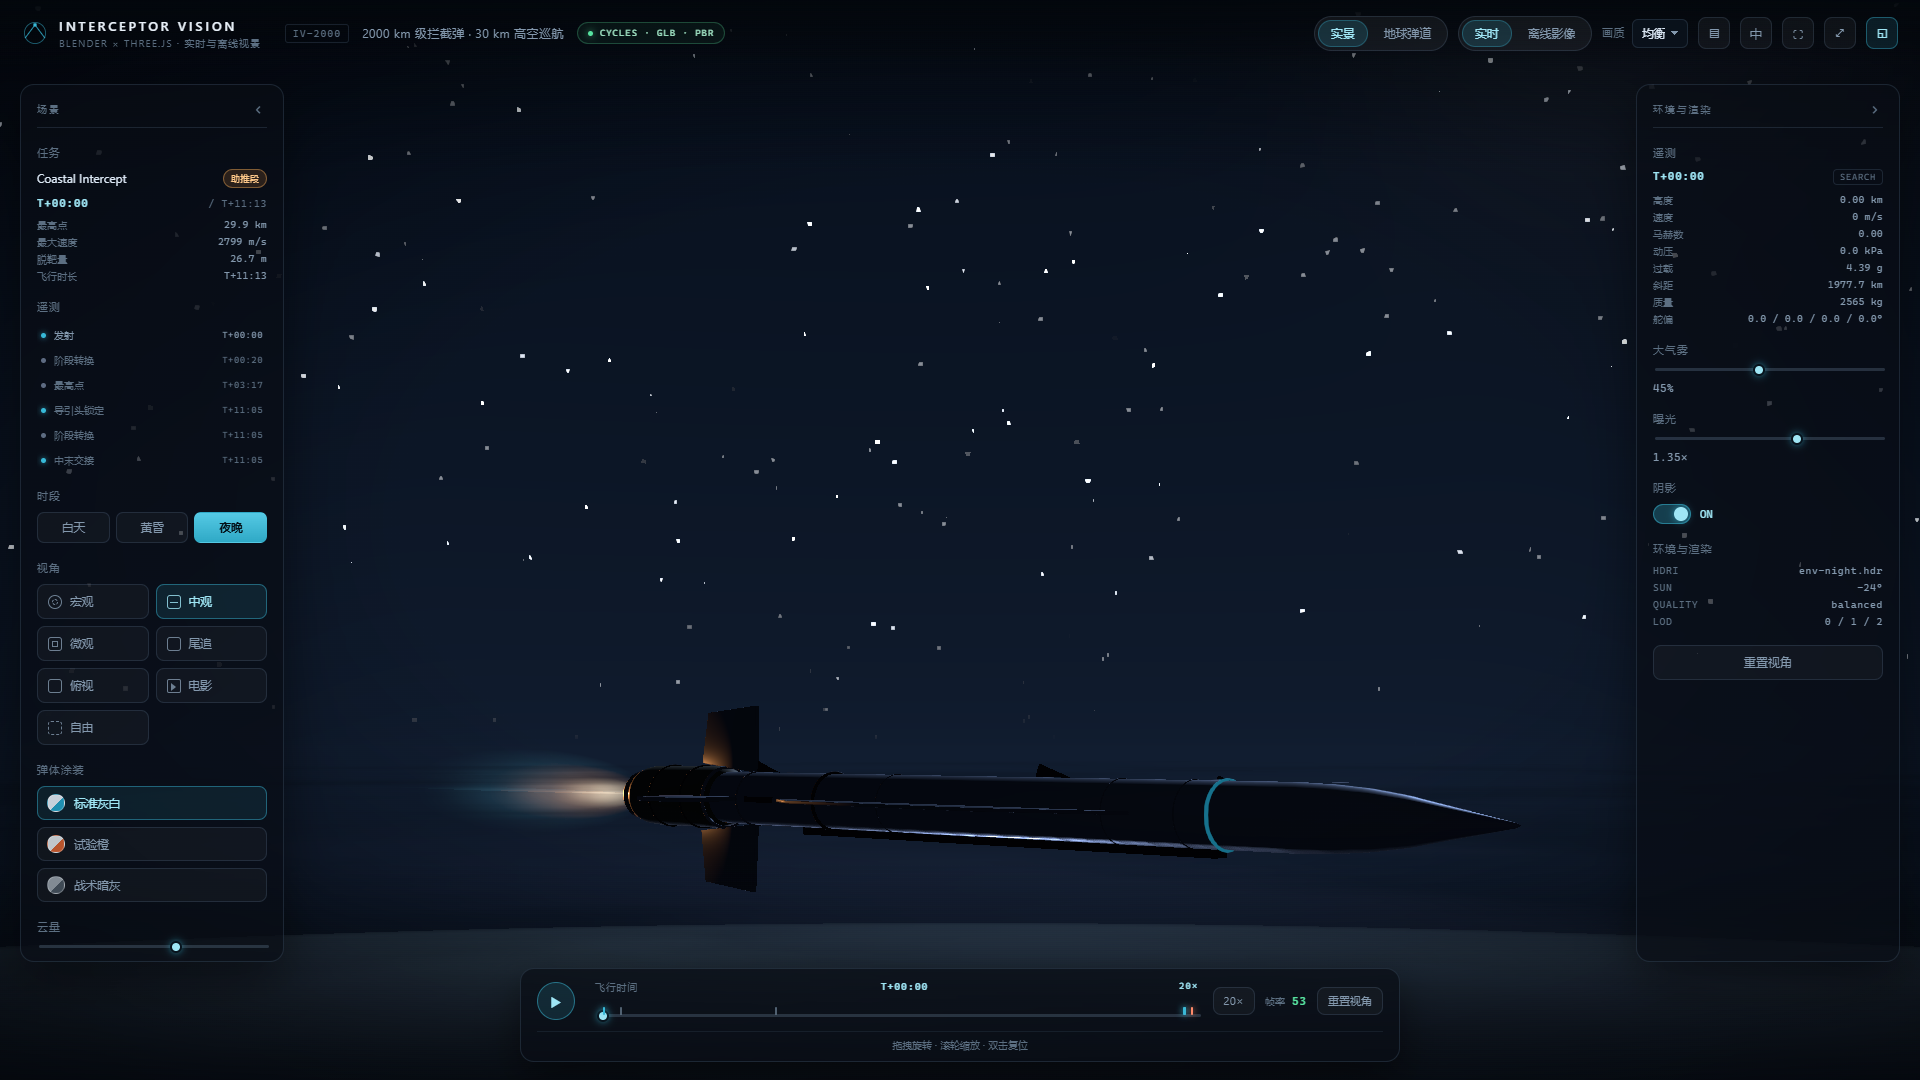 INTERCEPTOR VISION
BLENDER × THREE.JS · 实时与离线视景
IV-2000
2000 km 级拦截弹 · 30 km 高空巡航
CYCLES · GLB · PBR
实景
地球弹道
实时
离线影像
画质
均衡
中
场景
任务
Coastal Intercept
助推段
T+00:00
/ T+11:13
最高点
29.9 km
最大速度
2799 m/s
脱靶量
26.7 m
飞行时长
T+11:13
遥测
发射
T+00:00
阶段转换
T+00:20
最高点
T+03:17
导引头锁定
T+11:05
阶段转换
T+11:05
中末交接
T+11:05
时段
白天
黄昏
夜晚
视角
宏观
中观
微观
尾追
俯视
电影
自由
弹体涂装
标准灰白
试验橙
战术暗灰
云量
环境与渲染
遥测
T+00:00
SEARCH
高度
0.00 km
速度
0 m/s
马赫数
0.00
动压
0.0 kPa
过载
4.39 g
斜距
1977.7 km
质量
2565 kg
舵偏
0.0 / 0.0 / 0.0 / 0.0°
大气雾
45%
曝光
1.35×
阴影
ON
环境与渲染
HDRI
env-night.hdr
SUN
-24°
QUALITY
balanced
LOD
0 / 1 / 2
重置视角
飞行时间
T+00:00
20×
20×
帧率 53
重置视角
拖拽旋转 · 滚轮缩放 · 双击复位